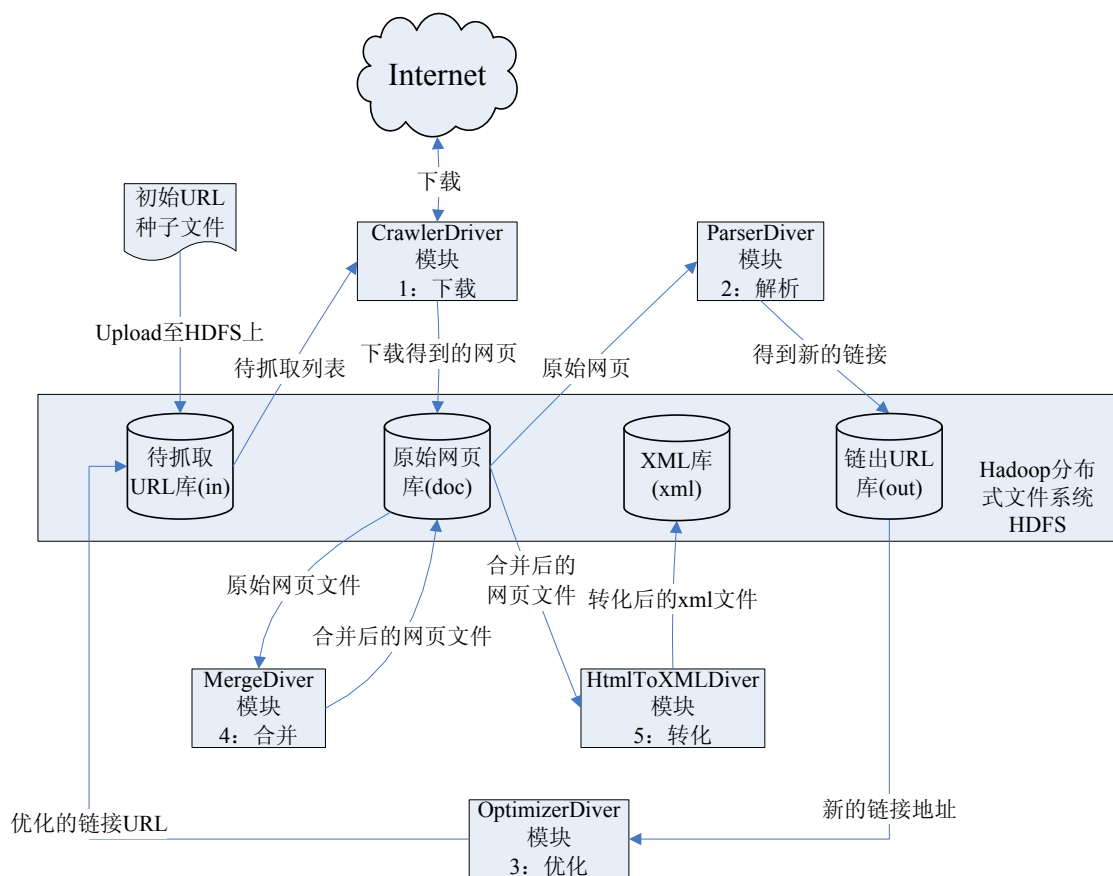 Internet
下载
初始URL
种子文件
CrawlerDriver
模块
1：下载
ParserDiver
模块
2：解析
Upload至HDFS上
待抓取列表
下载得到的网页
原始网页
得到新的链接
待抓取
URL库(in)
原始网页
库(doc)
XML库
(xml)
链出URL
库(out)
Hadoop分布
式文件系统
HDFS
原始网页文件
合并后的网页文件
合并后的
网页文件
转化后的xml文件
MergeDiver
模块
4：合并
HtmlToXMLDiver
模块
5：转化
优化的链接URL
OptimizerDiver
模块
3：优化
新的链接地址